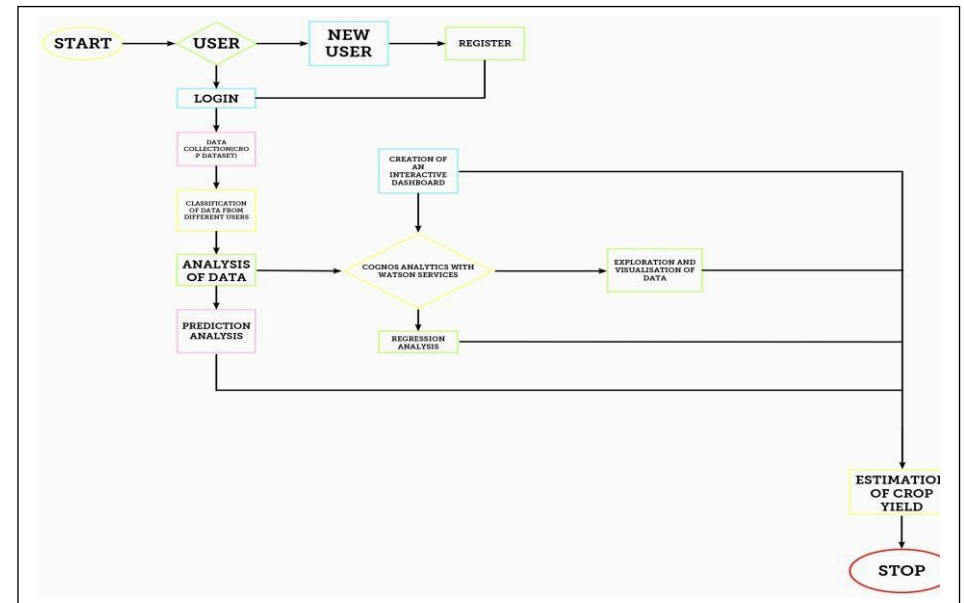 START
USER
NEW
USER
REGISTER
LOGIN
DATA
COLLECTION(CRO
P DATASET)
CREATION OF
AN
INTERACTIVE
DASHBOARD
CLASSIFICATION
OF DATA FROM
DIFFERENT USERS
ANALYSIS
OF DATA
COGNOS ANALYTICS WITH
WATSON SERVICES
EXPLORATION AND
VISUALISATION OF
DATA
PREDICTION
ANALYSIS
REGRESSION
ANALYSIS
ESTIMATION
OF CROP
YIELD
STOP